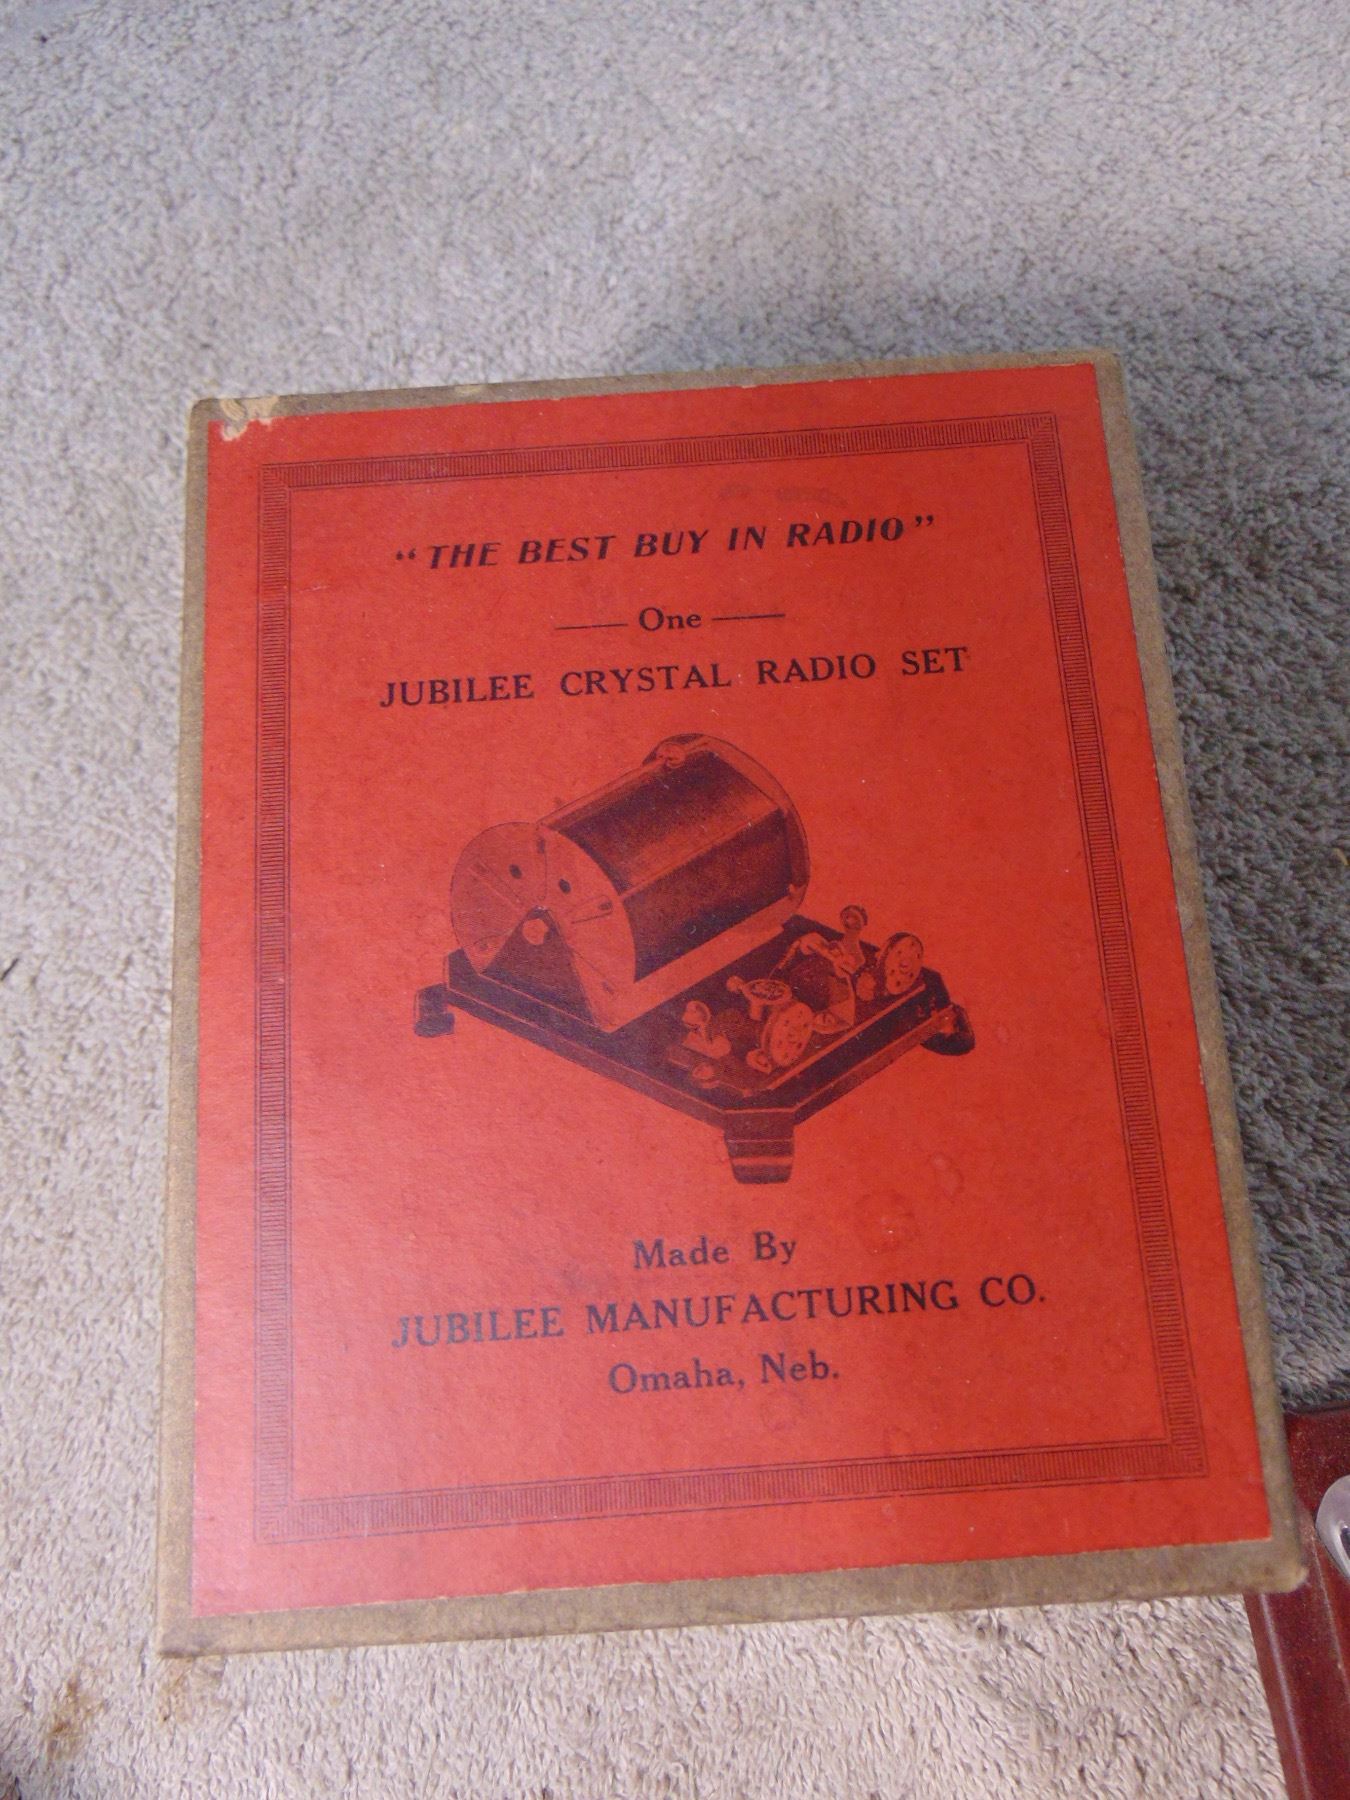 “THE BEST BUY IN RADIO”
One
JUBILEE CRYSTAL RADIO SET
Made By
JUBILEE MANUFACTURING CO.
Omaha, Neb.